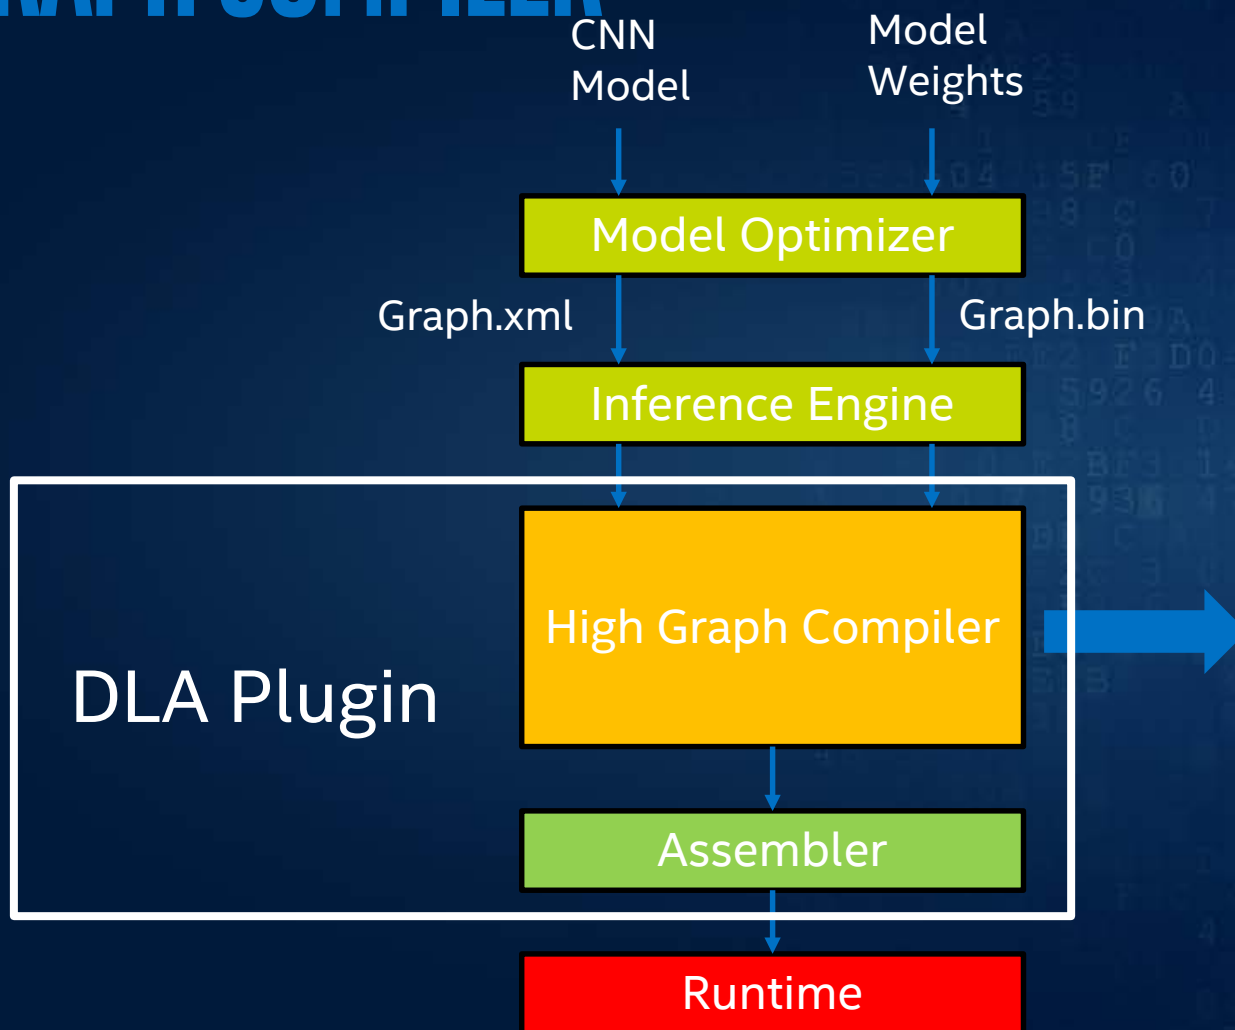 CNN
Model
Model
Weights
Model Optimizer
Graph.xml
Graph.bin
Inference Engine
High Graph Compiler
DLA Plugin
Assembler
Runtime